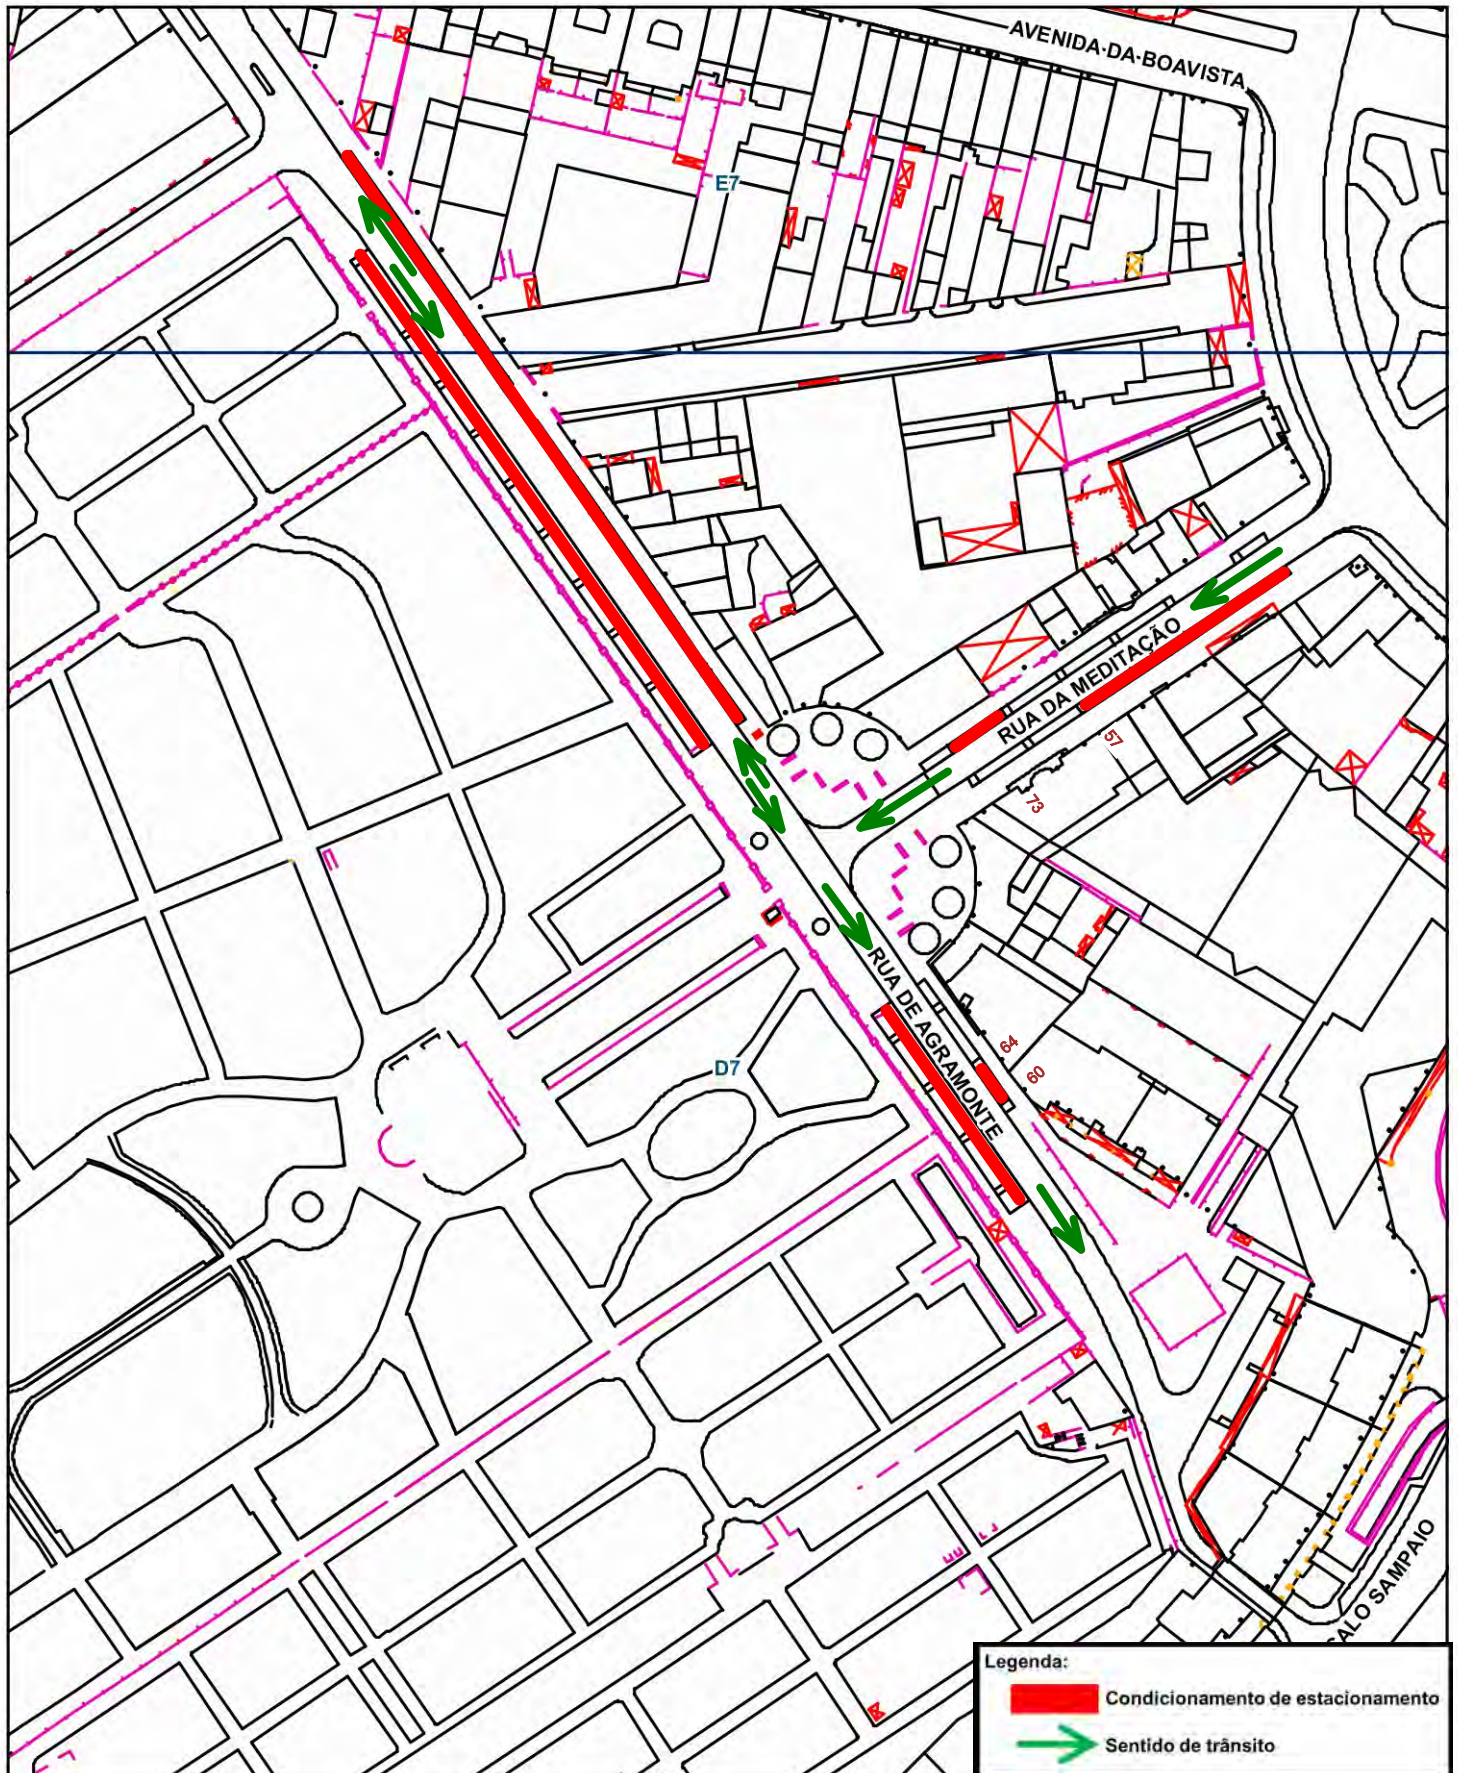 AVENIDA·DA·BOAVISTA
E7
RUA DA MEDITAÇÃO
57
73
RUA DE AGRAMONTE
64
60
D7
ALO SAMPAIO
Legenda:
Condicionamento de estacionamento
Sentido de trânsito